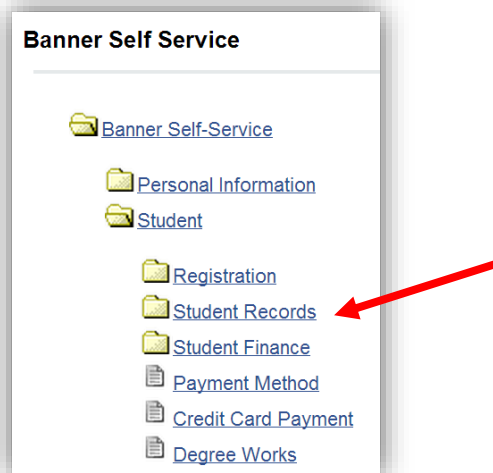 Banner Self Service
Banner Self-Service
Personal Information
Student
Registration
Student Records
Student Finance
Payment Method
Credit Card Payment
Degree Works